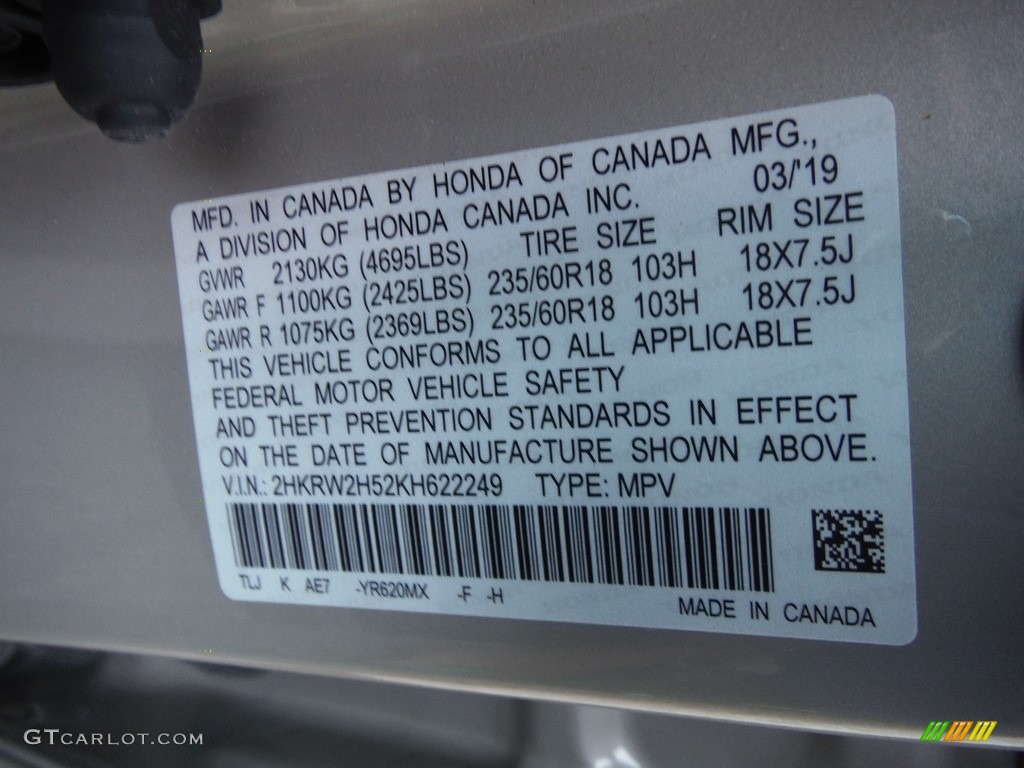 MFD. IN CANADA BY HONDA OF CANADA MFG.,
A DIVISION OF HONDA CANADA INC. 03/'19
GVWR 2130KG (4695LBS) TIRE SIZE RIM SIZE
GAWR F 1100KG (2425LBS) 235/60R18 103H 18X7.5J
GAWR R 1075KG (2369LBS) 235/60R18 103H 18X7.5J
THIS VEHICLE CONFORMS TO ALL APPLICABLE
FEDERAL MOTOR VEHICLE SAFETY
AND THEFT PREVENTION STANDARDS IN EFFECT
ON THE DATE OF MANUFACTURE SHOWN ABOVE.
V.I.N.: 2HKRW2H52KH622249 TYPE: MPV
TLJ K AE7 -YR620MX -F -H
MADE IN CANADA
GTCARLOT.COM